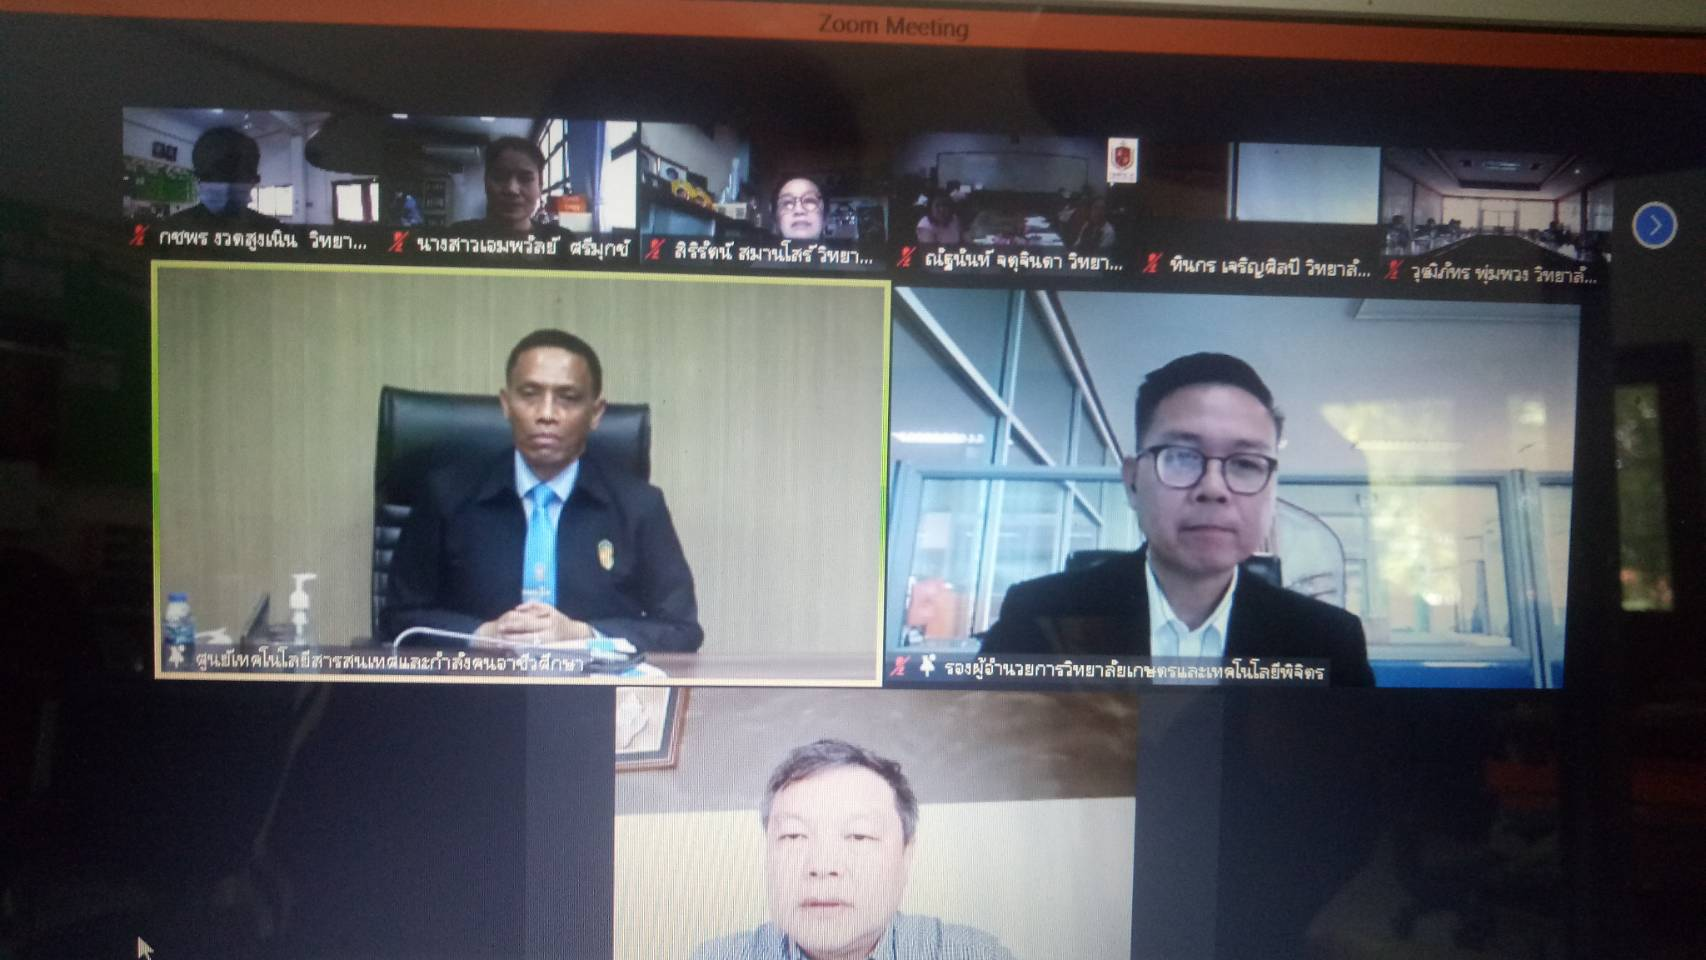 Zoom Meeting
กชพร งวดสูงเนิน วิทยา...
นางสาวเอมพวัลย์ ศรีมุกข์
สิริรัตน์ สมานโสร์ วิทยา...
ณัฐนันท์ จตุจินดา วิทยา...
ทินกร เจริญศิลป์ วิทยาลั...
วุฒิภัทร พุ่มพวง วิทยาลั...
ศูนย์เทคโนโลยีสารสนเทศและกำลังคนอาชีวศึกษา
รองผู้อำนวยการวิทยาลัยเกษตรและเทคโนโลยีพิจิตร